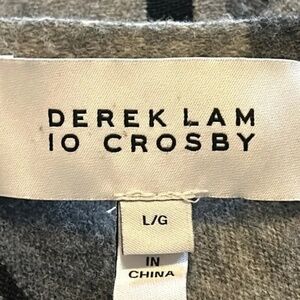 DEREK LAM
10 CROSBY
L/G
IN
CHINA